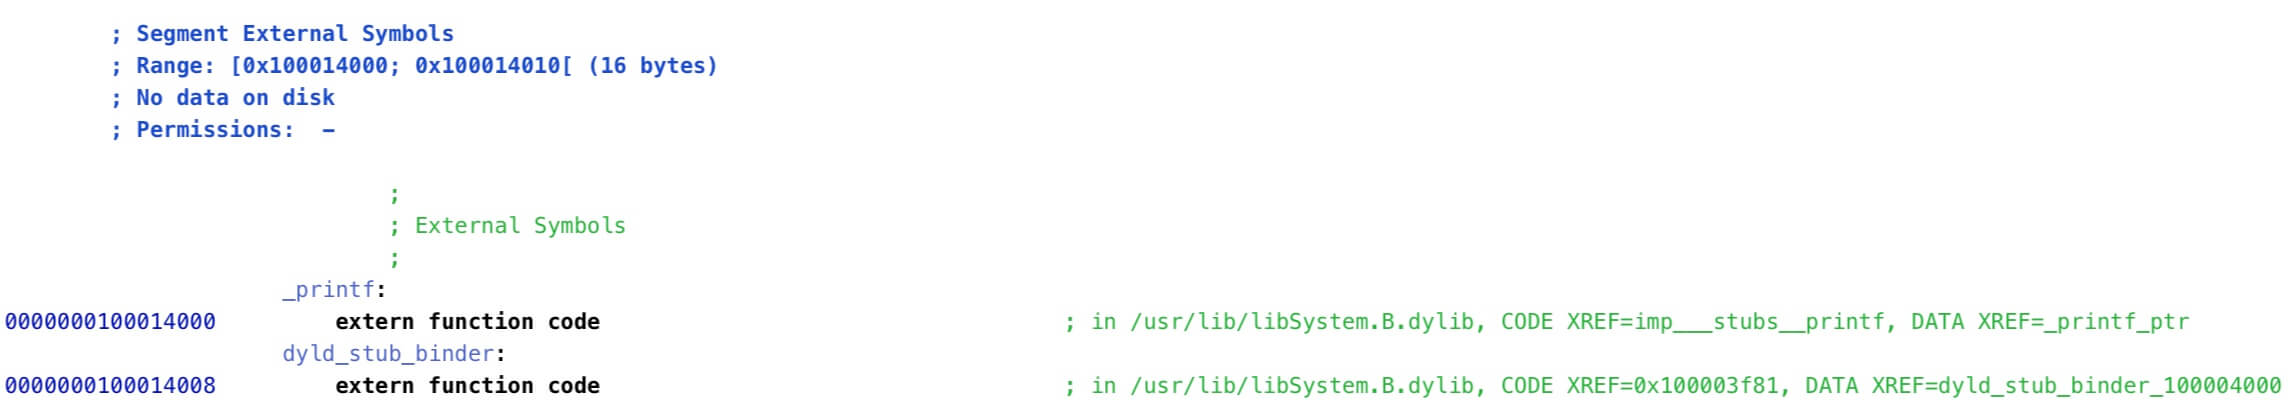 ; Segment External Symbols
; Range: [0x100014000; 0x100014010[ (16 bytes)
; No data on disk
; Permissions:  -
;
; External Symbols
;
_printf:
0000000100014000 extern function code ; in /usr/lib/libSystem.B.dylib, CODE XREF=imp___stubs__printf, DATA XREF=_printf_ptr
dyld_stub_binder:
0000000100014008 extern function code ; in /usr/lib/libSystem.B.dylib, CODE XREF=0x100003f81, DATA XREF=dyld_stub_binder_100004000